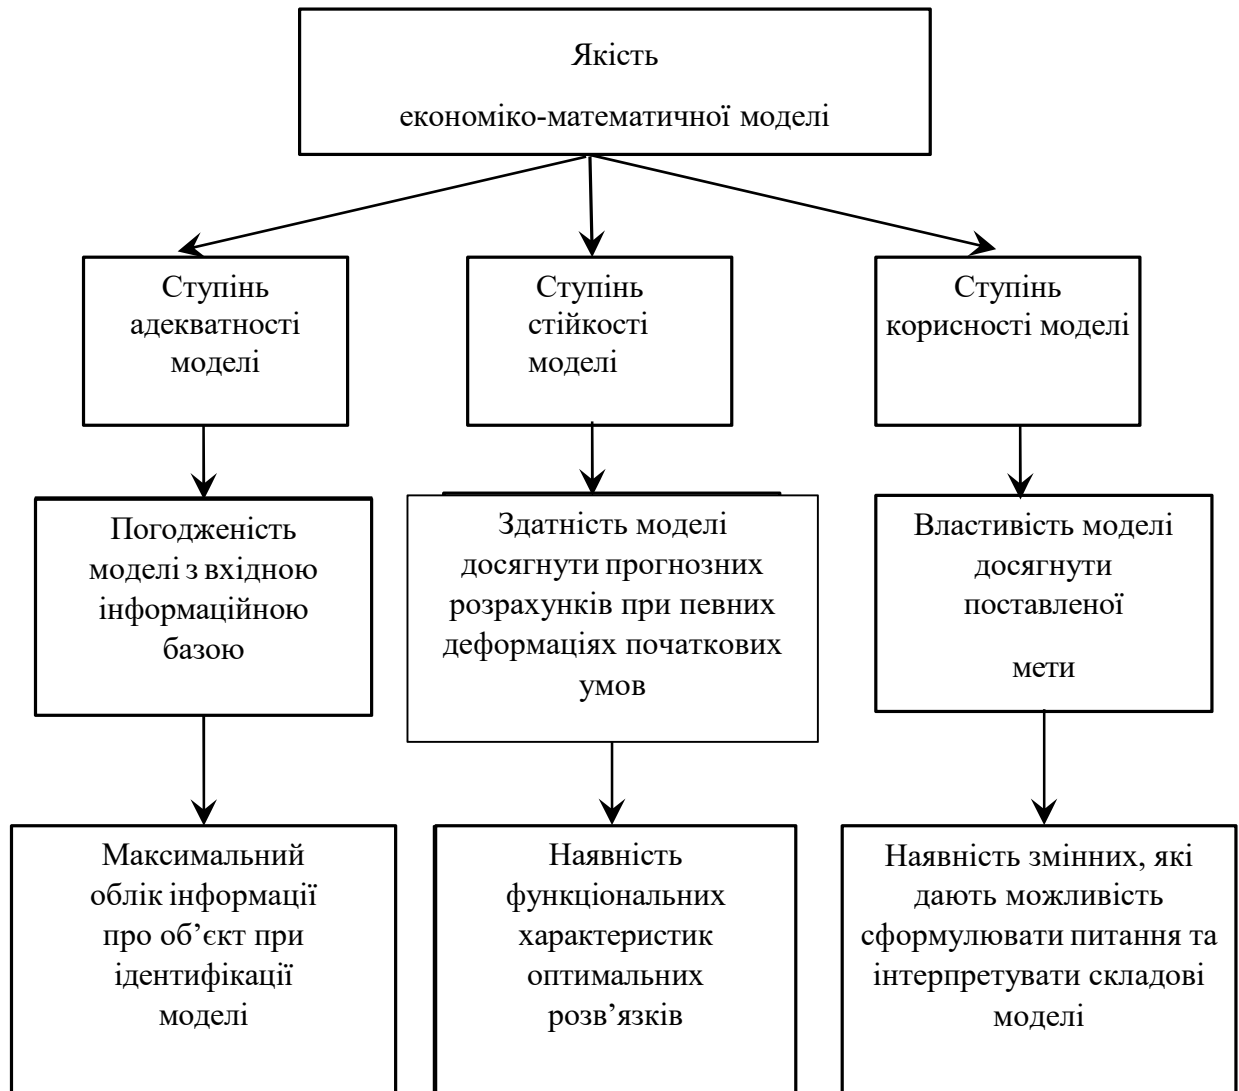 Якість
економіко-математичної моделі
Ступінь
адекватності
моделі
Ступінь
стійкості
моделі
Ступінь
корисності моделі
Погодженість
моделі з вхідною
інформаційною
базою
Здатність моделі
досягнути прогнозних
розрахунків при певних
деформаціях початкових
умов
Властивість моделі
досягнути
поставленої
мети
Максимальний
облік інформації
про об’єкт при
ідентифікації
моделі
Наявність
функціональних
характеристик
оптимальних
розв’язків
Наявність змінних, які
дають можливість
сформулювати питання та
інтерпретувати складові
моделі